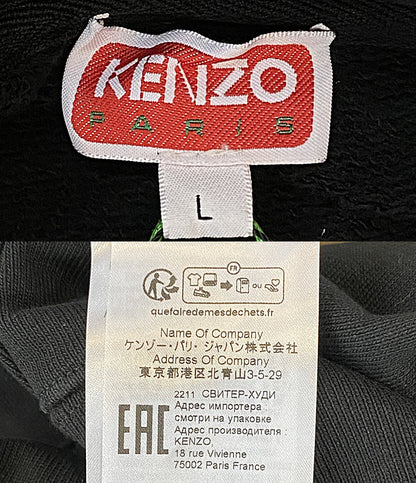 KENZO
PARIS
L
FR
OU
quefairedemesdechets.fr
Name Of Company
ケンゾー・パリ・ジャパン株式会社
Address Of Company
東京都港区北青山3-5-29
EAC
2211 СВИТЕР-ХУДИ
Адрес импортера :
смотри на упаковке
Адрес производителя :
KENZO,
18 rue Vivienne
75002 Paris France